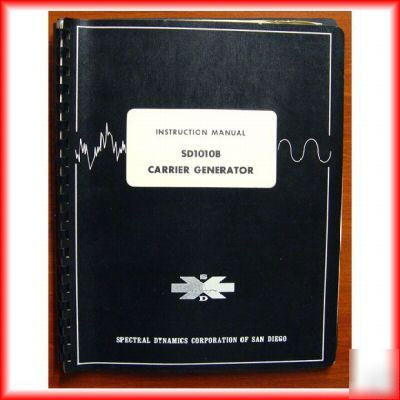 INSTRUCTION MANUAL
SD1010B
CARRIER GENERATOR
S
D
SPECTRAL DYNAMICS CORPORATION OF SAN DIEGO